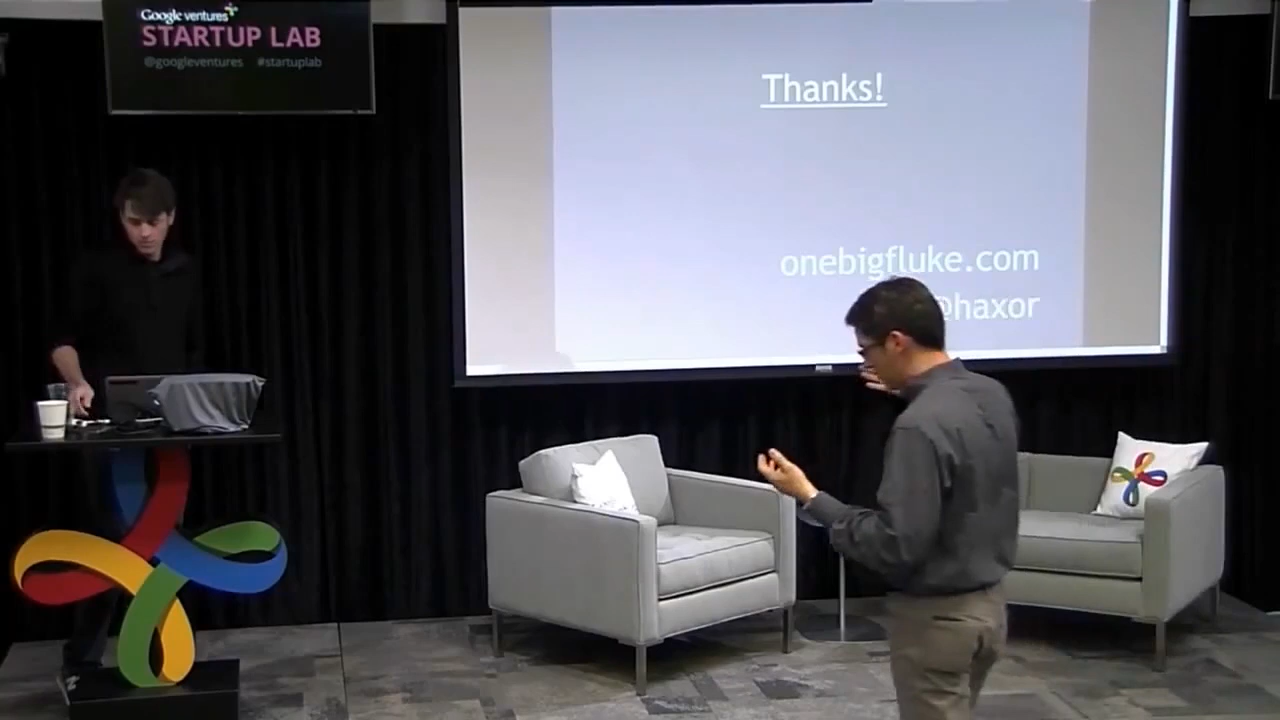 Google ventures
STARTUP LAB
@googleventures #startuplab
Thanks!
onebigfluke.com
@haxor